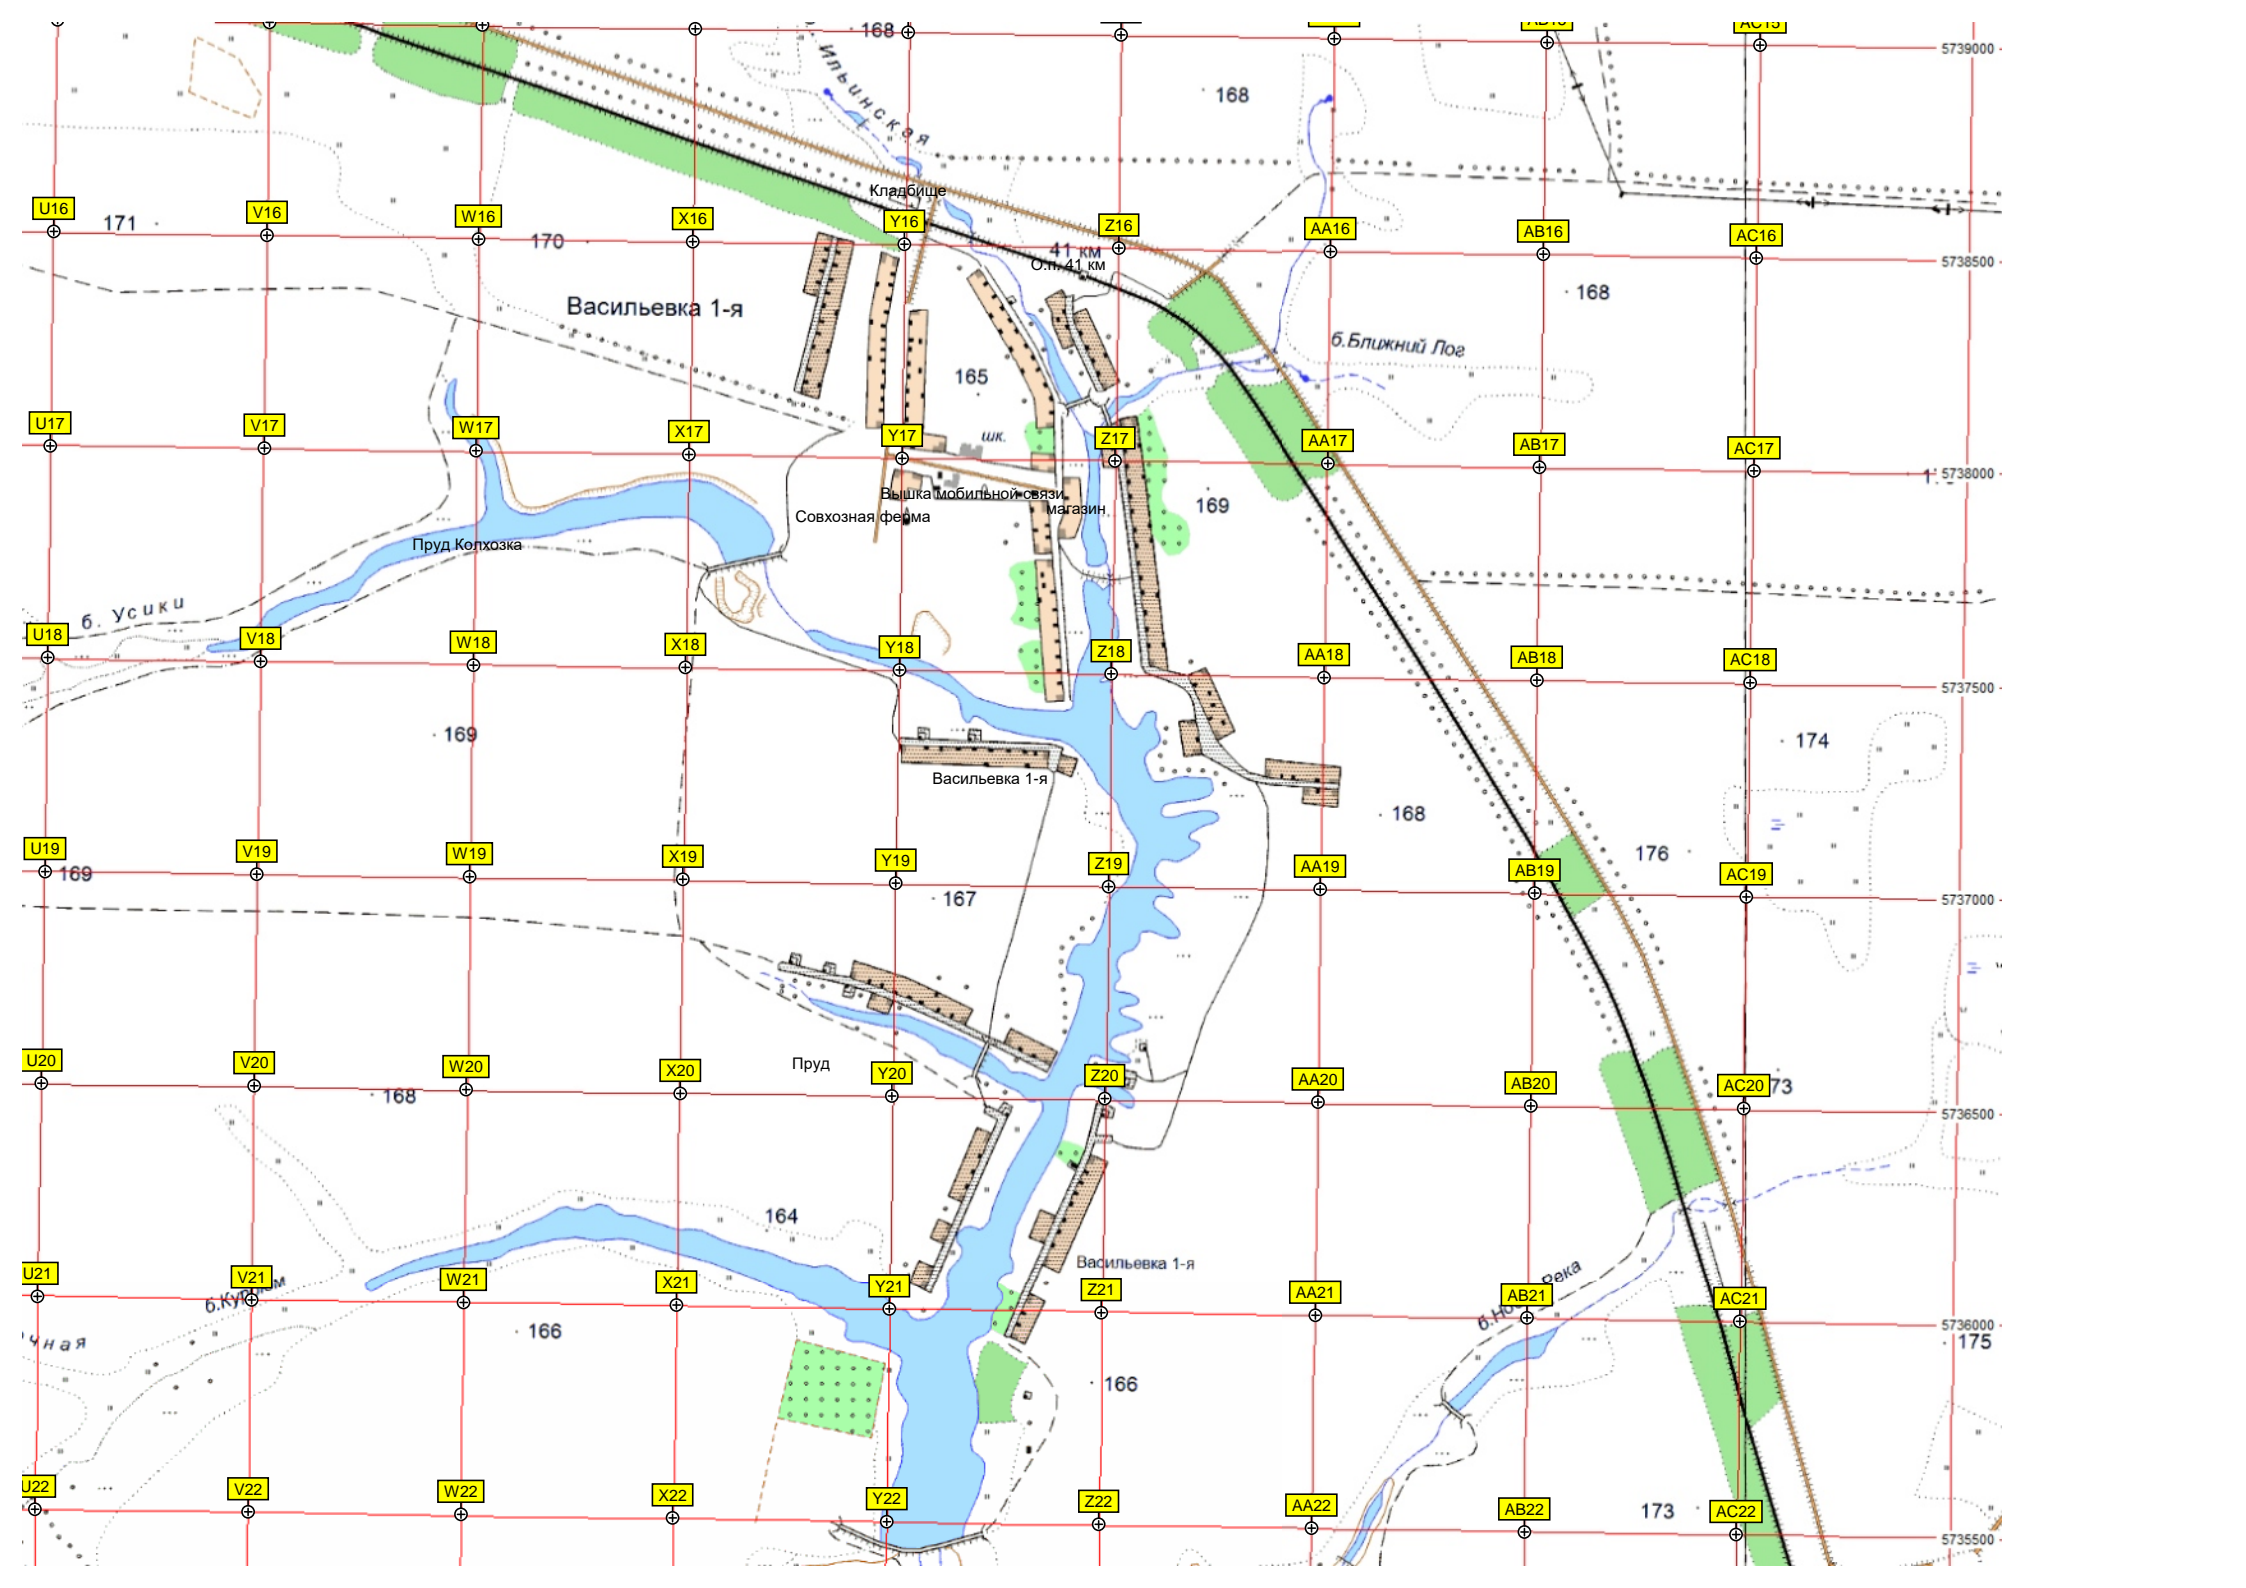 168
AC15
5739000
Ильинская
168
Кладбище
U16
V16
W16
X16
Y16
Z16
AA16
AB16
AC16
171
170
41 км
О.п. 41 км
5738500
Васильевка 1-я
168
б.Ближний Лог
165
U17
V17
W17
X17
Y17
шк.
Z17
AA17
AB17
AC17
5738000
Вышка мобильной связи
магазин
169
Совхозная ферма
Пруд Колхозка
б. Усики
U18
V18
W18
X18
Y18
Z18
AA18
AB18
AC18
5737500
169
174
Васильевка 1-я
168
U19
V19
W19
X19
Y19
Z19
AA19
AB19
176
AC19
169
167
5737000
Пруд
U20
V20
W20
X20
Y20
Z20
AA20
AB20
AC20
73
168
5736500
164
Васильевка 1-я
U21
V21
W21
X21
Y21
Z21
AA21
AB21
Река
AC21
5736000
чная
166
175
166
U22
V22
W22
X22
Y22
Z22
AA22
AB22
173
AC22
5735500